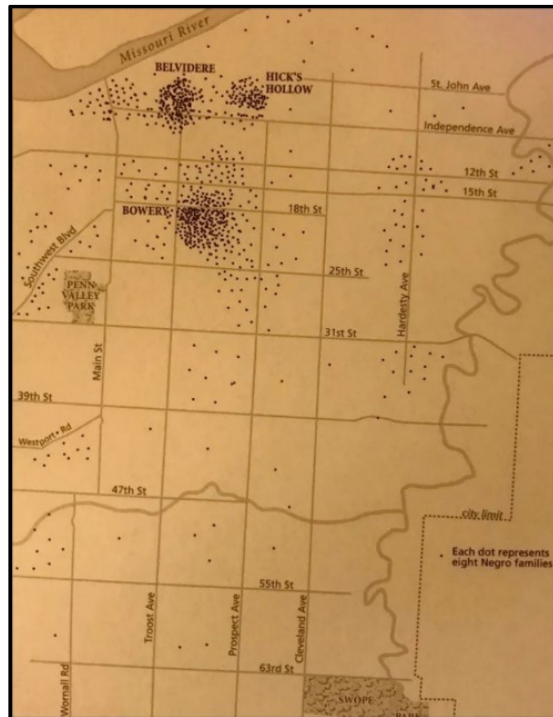 Missouri River
BELVIDERE
HICK'S
HOLLOW
St. John Ave
Independence Ave
12th St
15th St
BOWERY
18th St
Southwest Blvd
25th St
PENN
VALLEY
PARK
Hardesty Ave
31st St
Main St
39th St
Westport Rd
47th St
city limit
Each dot represents
eight Negro families
55th St
Troost Ave
Prospect Ave
Cleveland Ave
63rd St
Wornall Rd
SWOPE
PARK